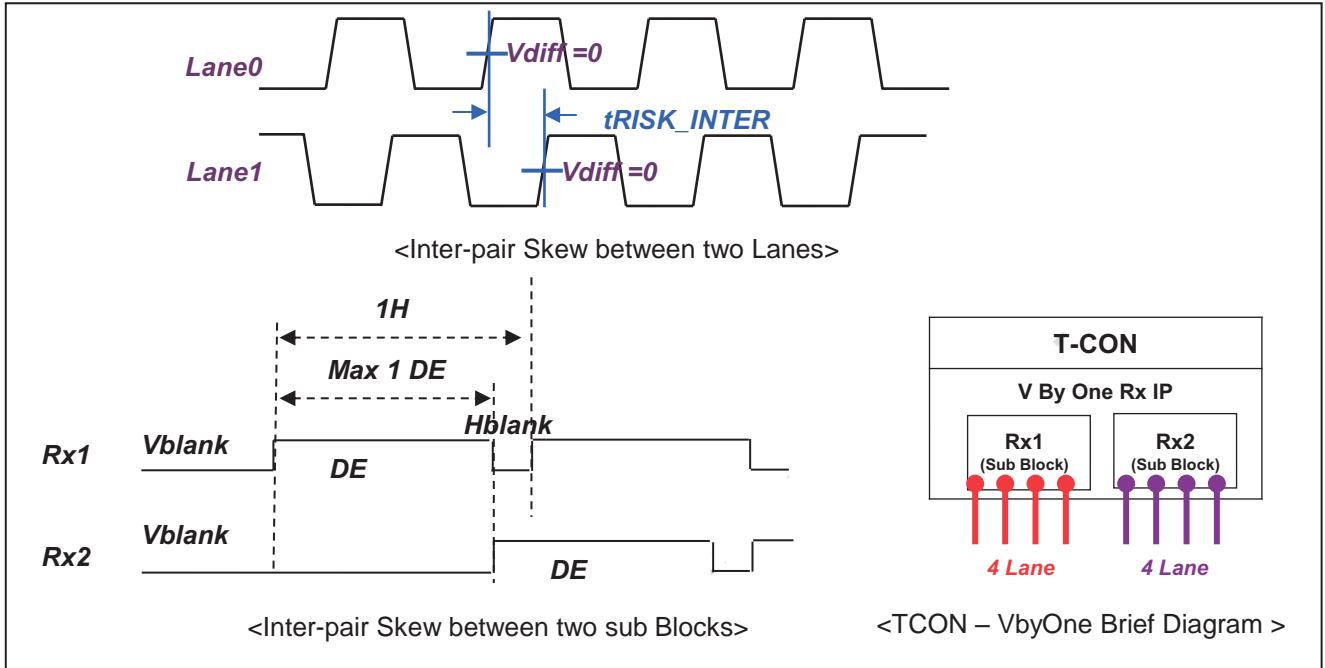 Lane0
Vdiff =0
tRISK_INTER
Lane1
Vdiff =0
<Inter-pair Skew between two Lanes>
1H
Max 1 DE
Hblank
Rx1
Vblank
DE
Rx2
Vblank
DE
<Inter-pair Skew between two sub Blocks>
T-CON
V By One Rx IP
Rx1
(Sub Block)
Rx2
(Sub Block)
4 Lane
4 Lane
<TCON – VbyOne Brief Diagram >